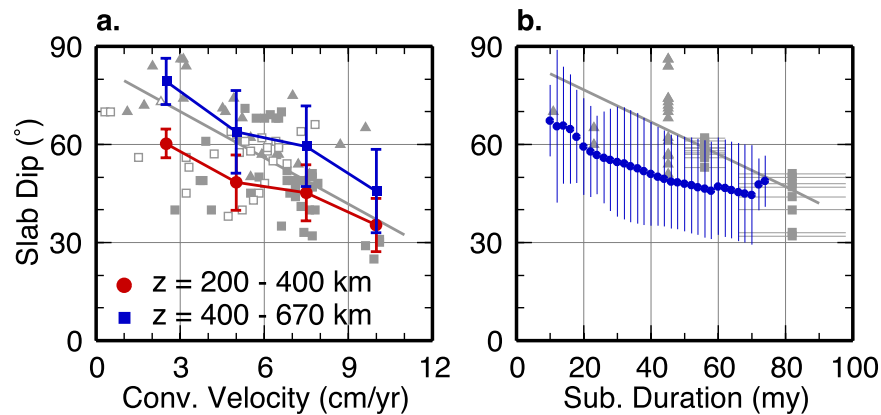 a.
b.
90
60
30
0
Slab Dip (°)
z = 200 - 400 km
z = 400 - 670 km
0 3 6 9 12
Conv. Velocity (cm/yr)
90
60
30
0
0 20 40 60 80 100
Sub. Duration (my)